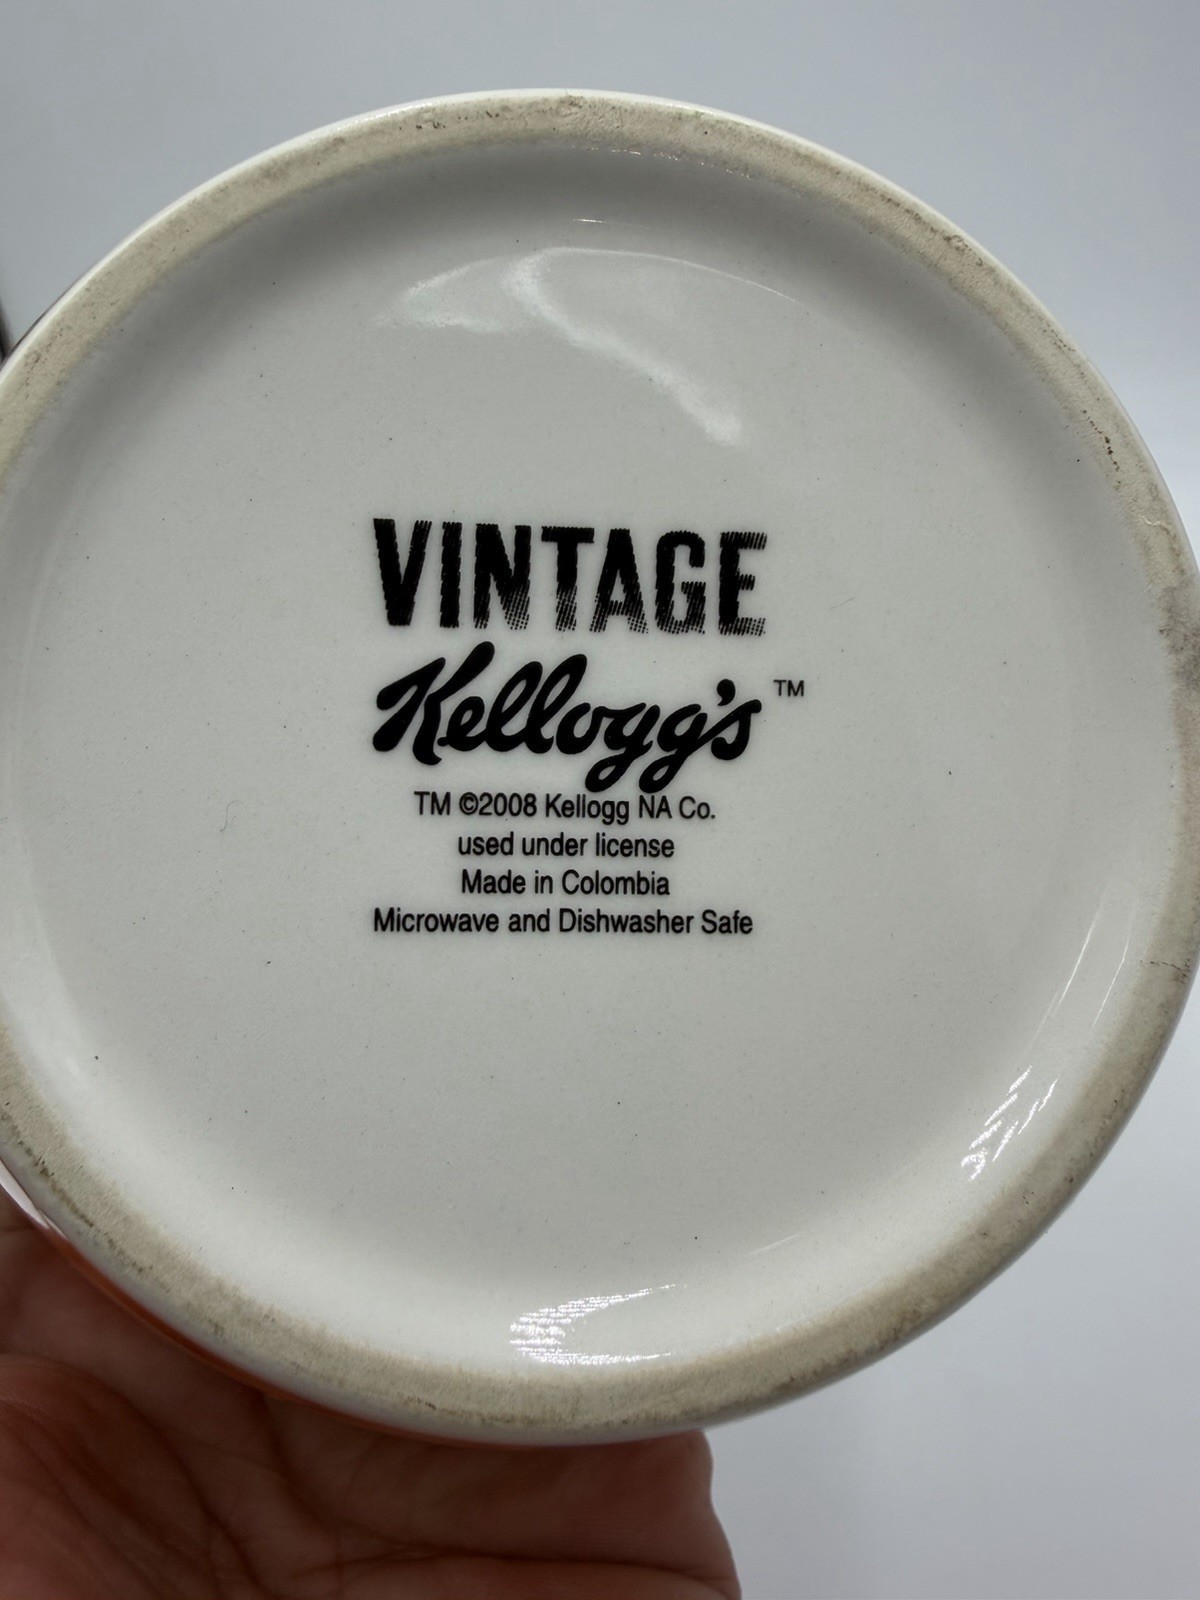 VINTAGE
Kellogg's™
TM ©2008 Kellogg NA Co.
used under license
Made in Colombia
Microwave and Dishwasher Safe